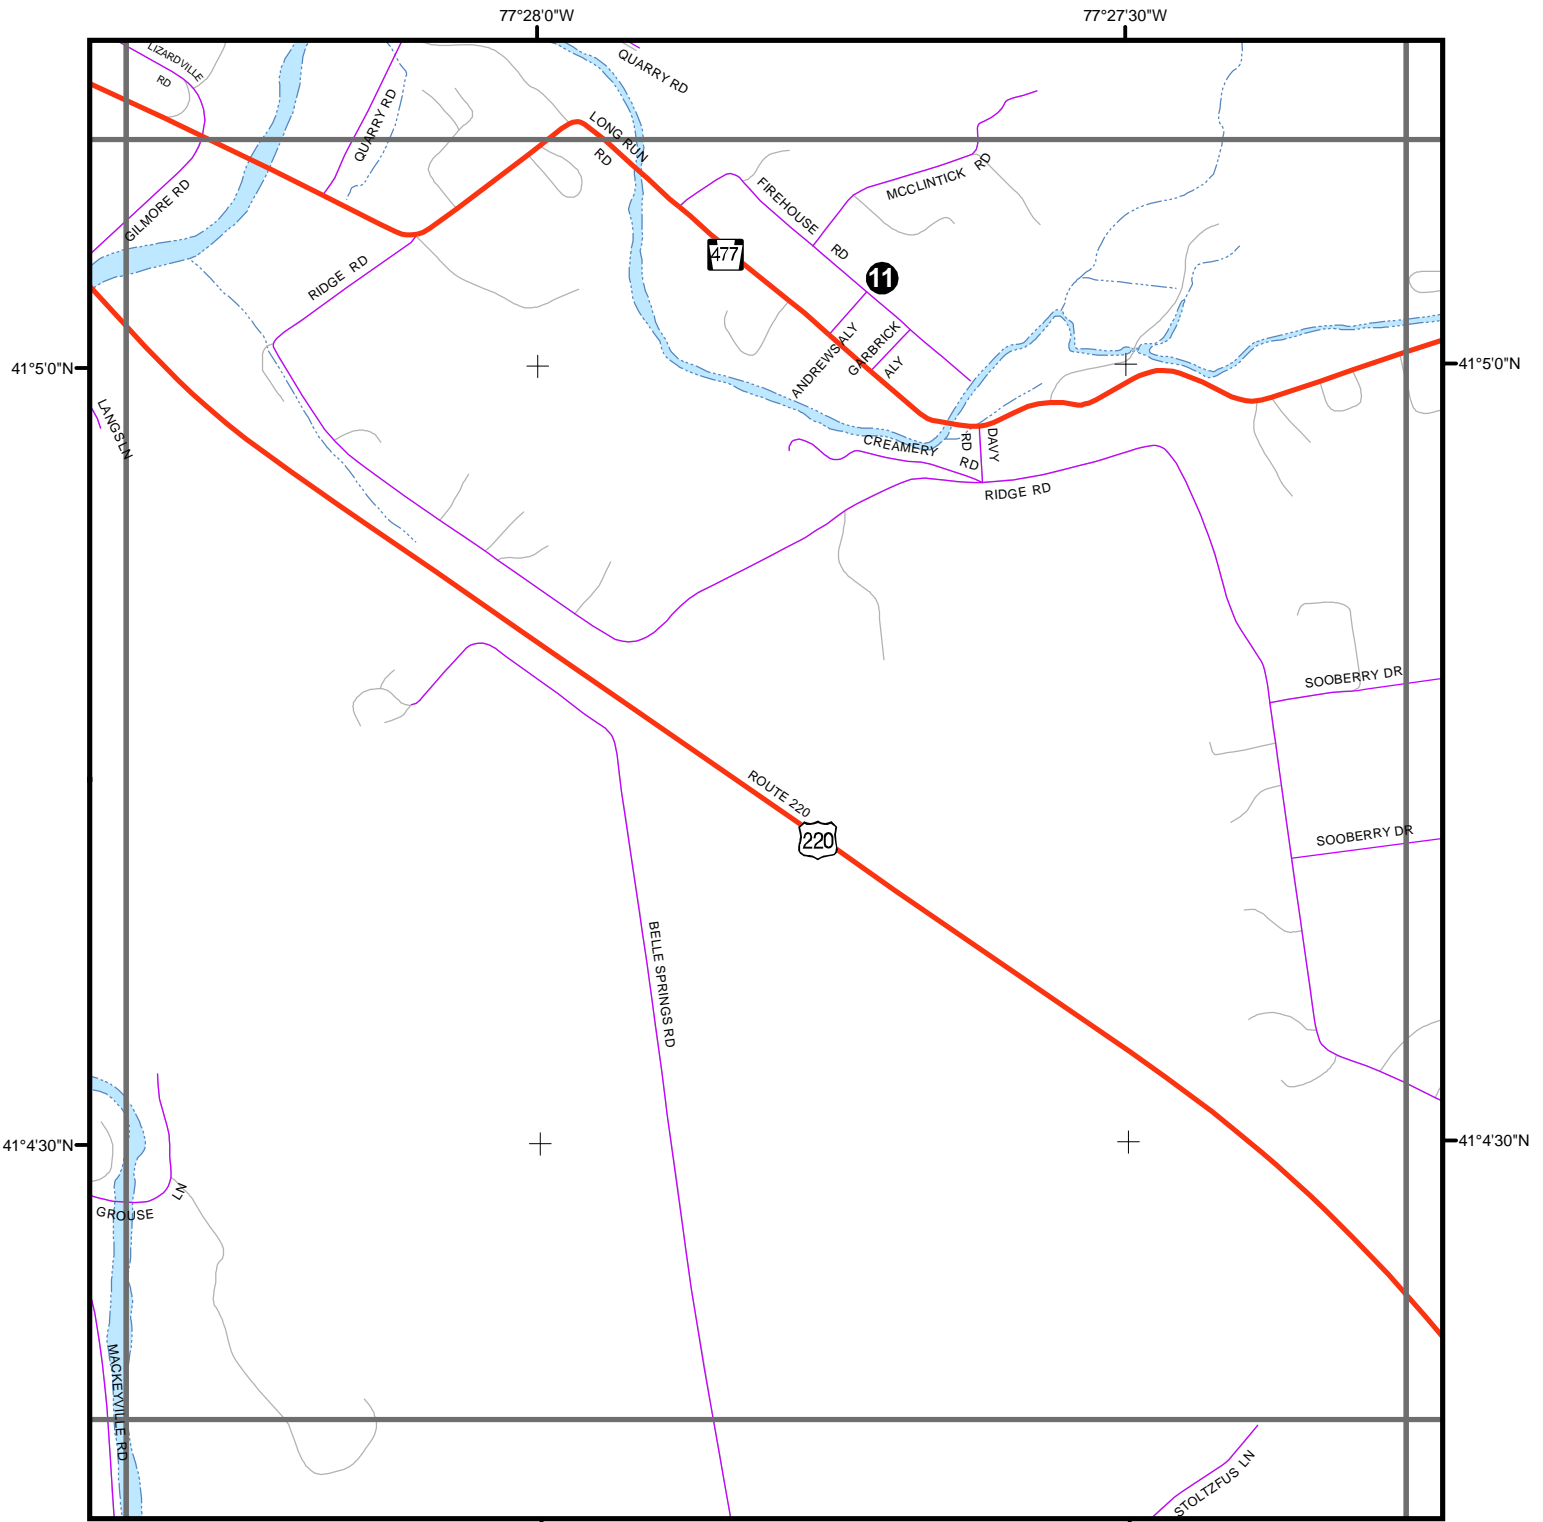 77°28'0"W
77°27'30"W
LIZARDVILLE
RD
QUARRY RD
QUARRY RD
LONG RUN
RD
MCCLINTICK RD
FIREHOUSE
RD
GILMORE RD
RIDGE RD
477
11
ANDREWS ALY
GARBRICK
ALY
41°5'0"N
41°5'0"N
LANGS LN
CREAMERY
RD
DAVY
RD
RIDGE RD
SOOBERRY DR
ROUTE 220
220
SOOBERRY DR
BELLE SPRINGS RD
41°4'30"N
41°4'30"N
GROUSE
LN
MACKEYVILLE RD
STOLTZFUS LN